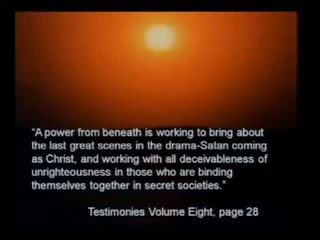 “A power from beneath is working to bring about
the last great scenes in the drama-Satan coming
as Christ, and working with all deceivableness of
unrighteousness in those who are binding
themselves together in secret societies.”
Testimonies Volume Eight, page 28